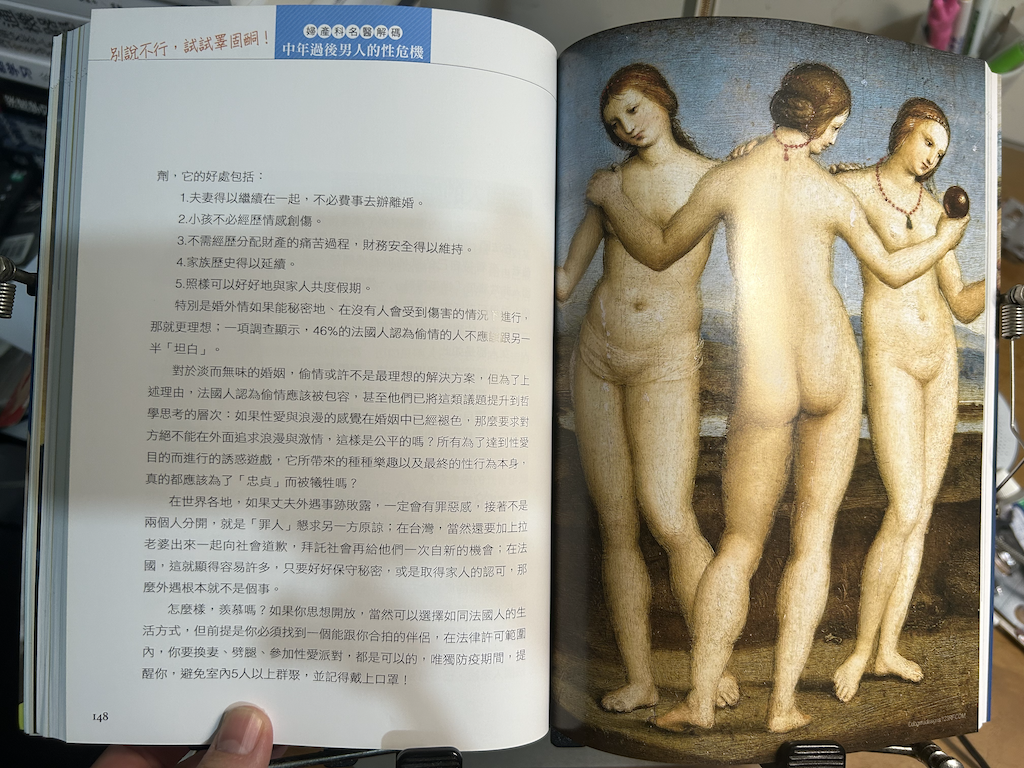 別說不行，試試睪固酮！
婦產科名醫解碼
中年過後男人的性危機
劑，它的好處包括：
1.夫妻得以繼續在一起，不必費事去辦離婚。
2.小孩不必經歷情感創傷。
3.不需經歷分配財產的痛苦過程，財務安全得以維持。
4.家族歷史得以延續。
5.照樣可以好好地與家人共度假期。
特別是婚外情如果能秘密地、在沒有人會受到傷害的情況下進行，
那就更理想；一項調查顯示，46%的法國人認為偷情的人不應該跟另一
半「坦白」。
對於淡而無味的婚姻，偷情或許不是最理想的解決方案，但為了上
述理由，法國人認為偷情應該被包容，甚至他們已將這類議題提升到哲
學思考的層次：如果性愛與浪漫的感覺在婚姻中已經褪色，那麼要求對
方絕不能在外面追求浪漫與激情，這樣是公平的嗎？所有為了達到性愛
目的而進行的誘惑遊戲，它所帶來的種種樂趣以及最終的性行為本身，
真的都應該為了「忠貞」而被犧牲嗎？
在世界各地，如果丈夫外遇事跡敗露，一定會有罪惡感，接著不是
兩個人分開，就是「罪人」懇求另一方原諒；在台灣，當然還要加上拉
老婆出來一起向社會道歉，拜託社會再給他們一次自新的機會；在法
國，這就顯得容易許多，只要好好保守秘密，或是取得家人的認可，那
麼外遇根本就不是個事。
怎麼樣，羨慕嗎？如果你思想開放，當然可以選擇如同法國人的生
活方式，但前提是你必須找到一個能跟你合拍的伴侶，在法律許可範圍
內，你要換妻、劈腿、參加性愛派對，都是可以的，唯獨防疫期間，提
醒你，避免室內5人以上群聚，並記得戴上口罩！
148